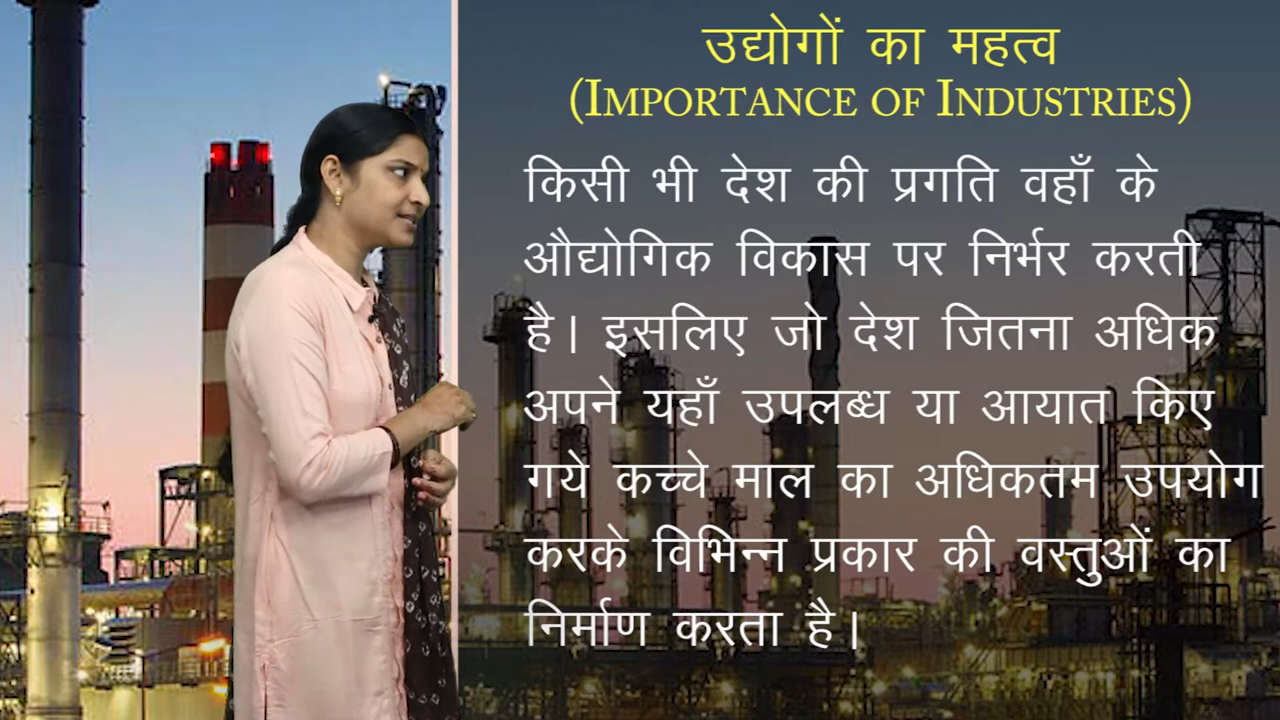 उद्योगों का महत्व
(IMPORTANCE OF INDUSTRIES)
किसी भी देश की प्रगति वहाँ के
औद्योगिक विकास पर निर्भर करती
है। इसलिए जो देश जितना अधिक
अपने यहाँ उपलब्ध या आयात किए
गये कच्चे माल का अधिकतम उपयोग
करके विभिन्न प्रकार की वस्तुओं का
निर्माण करता है।